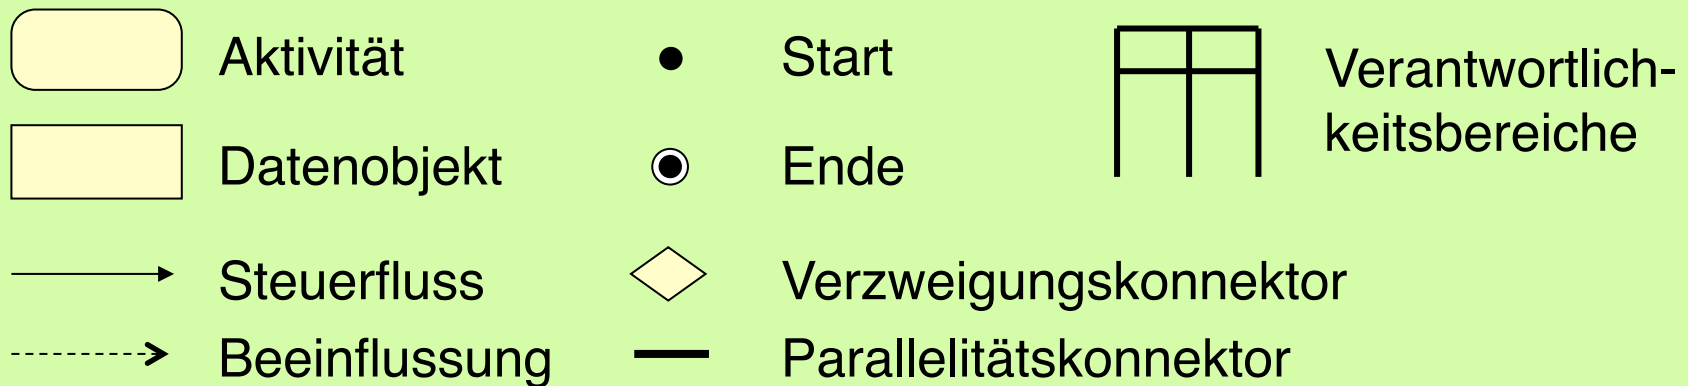 Aktivität
Datenobjekt
Steuerfluss
Beeinflussung
Start
Ende
Verzweigungskonnektor
Parallelitätskonnektor
Verantwortlich-
keitsbereiche